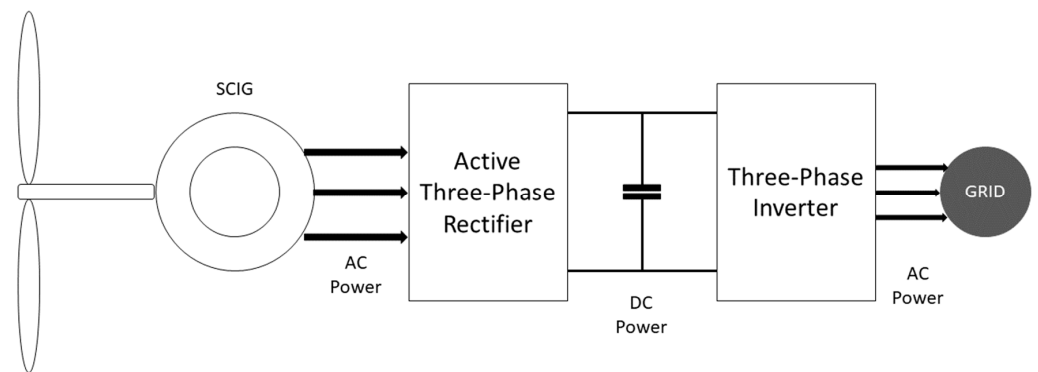 SCIG
AC
Power
Active
Three-Phase
Rectifier
DC
Power
Three-Phase
Inverter
AC
Power
GRID